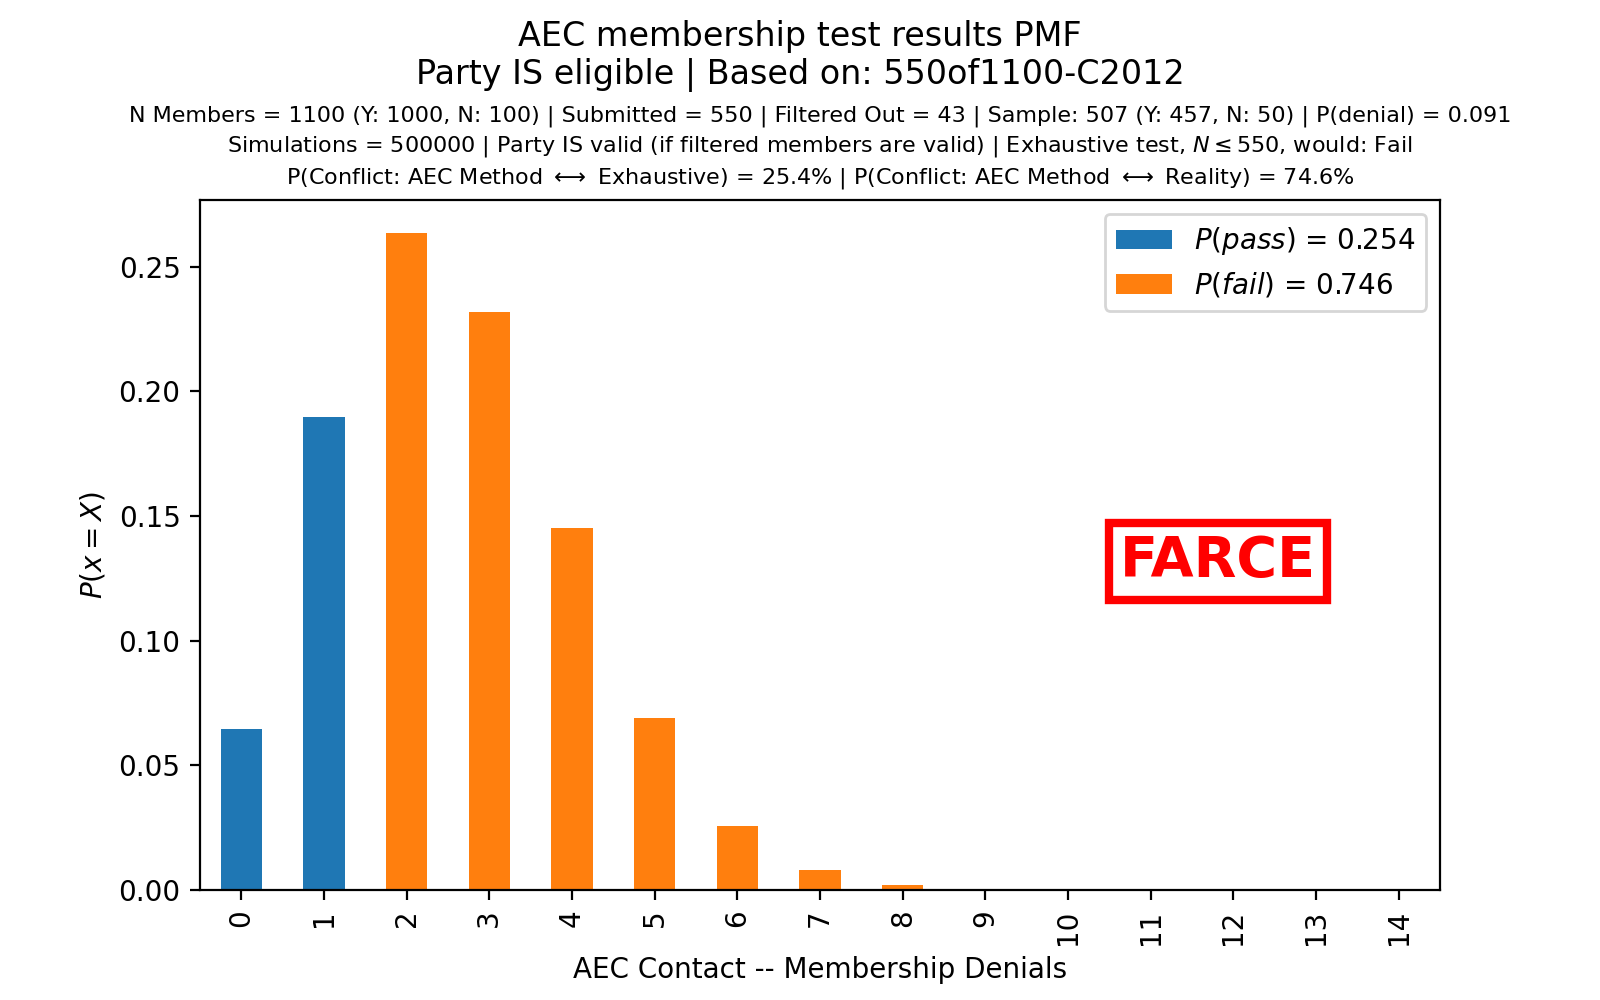 AEC membership test results PMF
Party IS eligible | Based on: 550of1100-C2012
N Members = 1100 (Y: 1000, N: 100) | Submitted = 550 | Filtered Out = 43 | Sample: 507 (Y: 457, N: 50) | P(denial) = 0.091
Simulations = 500000 | Party IS valid (if filtered members are valid) | Exhaustive test, N ≤ 550, would: Fail
P(Conflict: AEC Method ⟷ Exhaustive) = 25.4% | P(Conflict: AEC Method ⟷ Reality) = 74.6%
P(pass) = 0.254
P(fail) = 0.746
0.25
0.20
0.15
0.10
0.05
0.00
P(x = X)
FARCE
0 1 2 3 4 5 6 7 8 9 10 11 12 13 14
AEC Contact -- Membership Denials